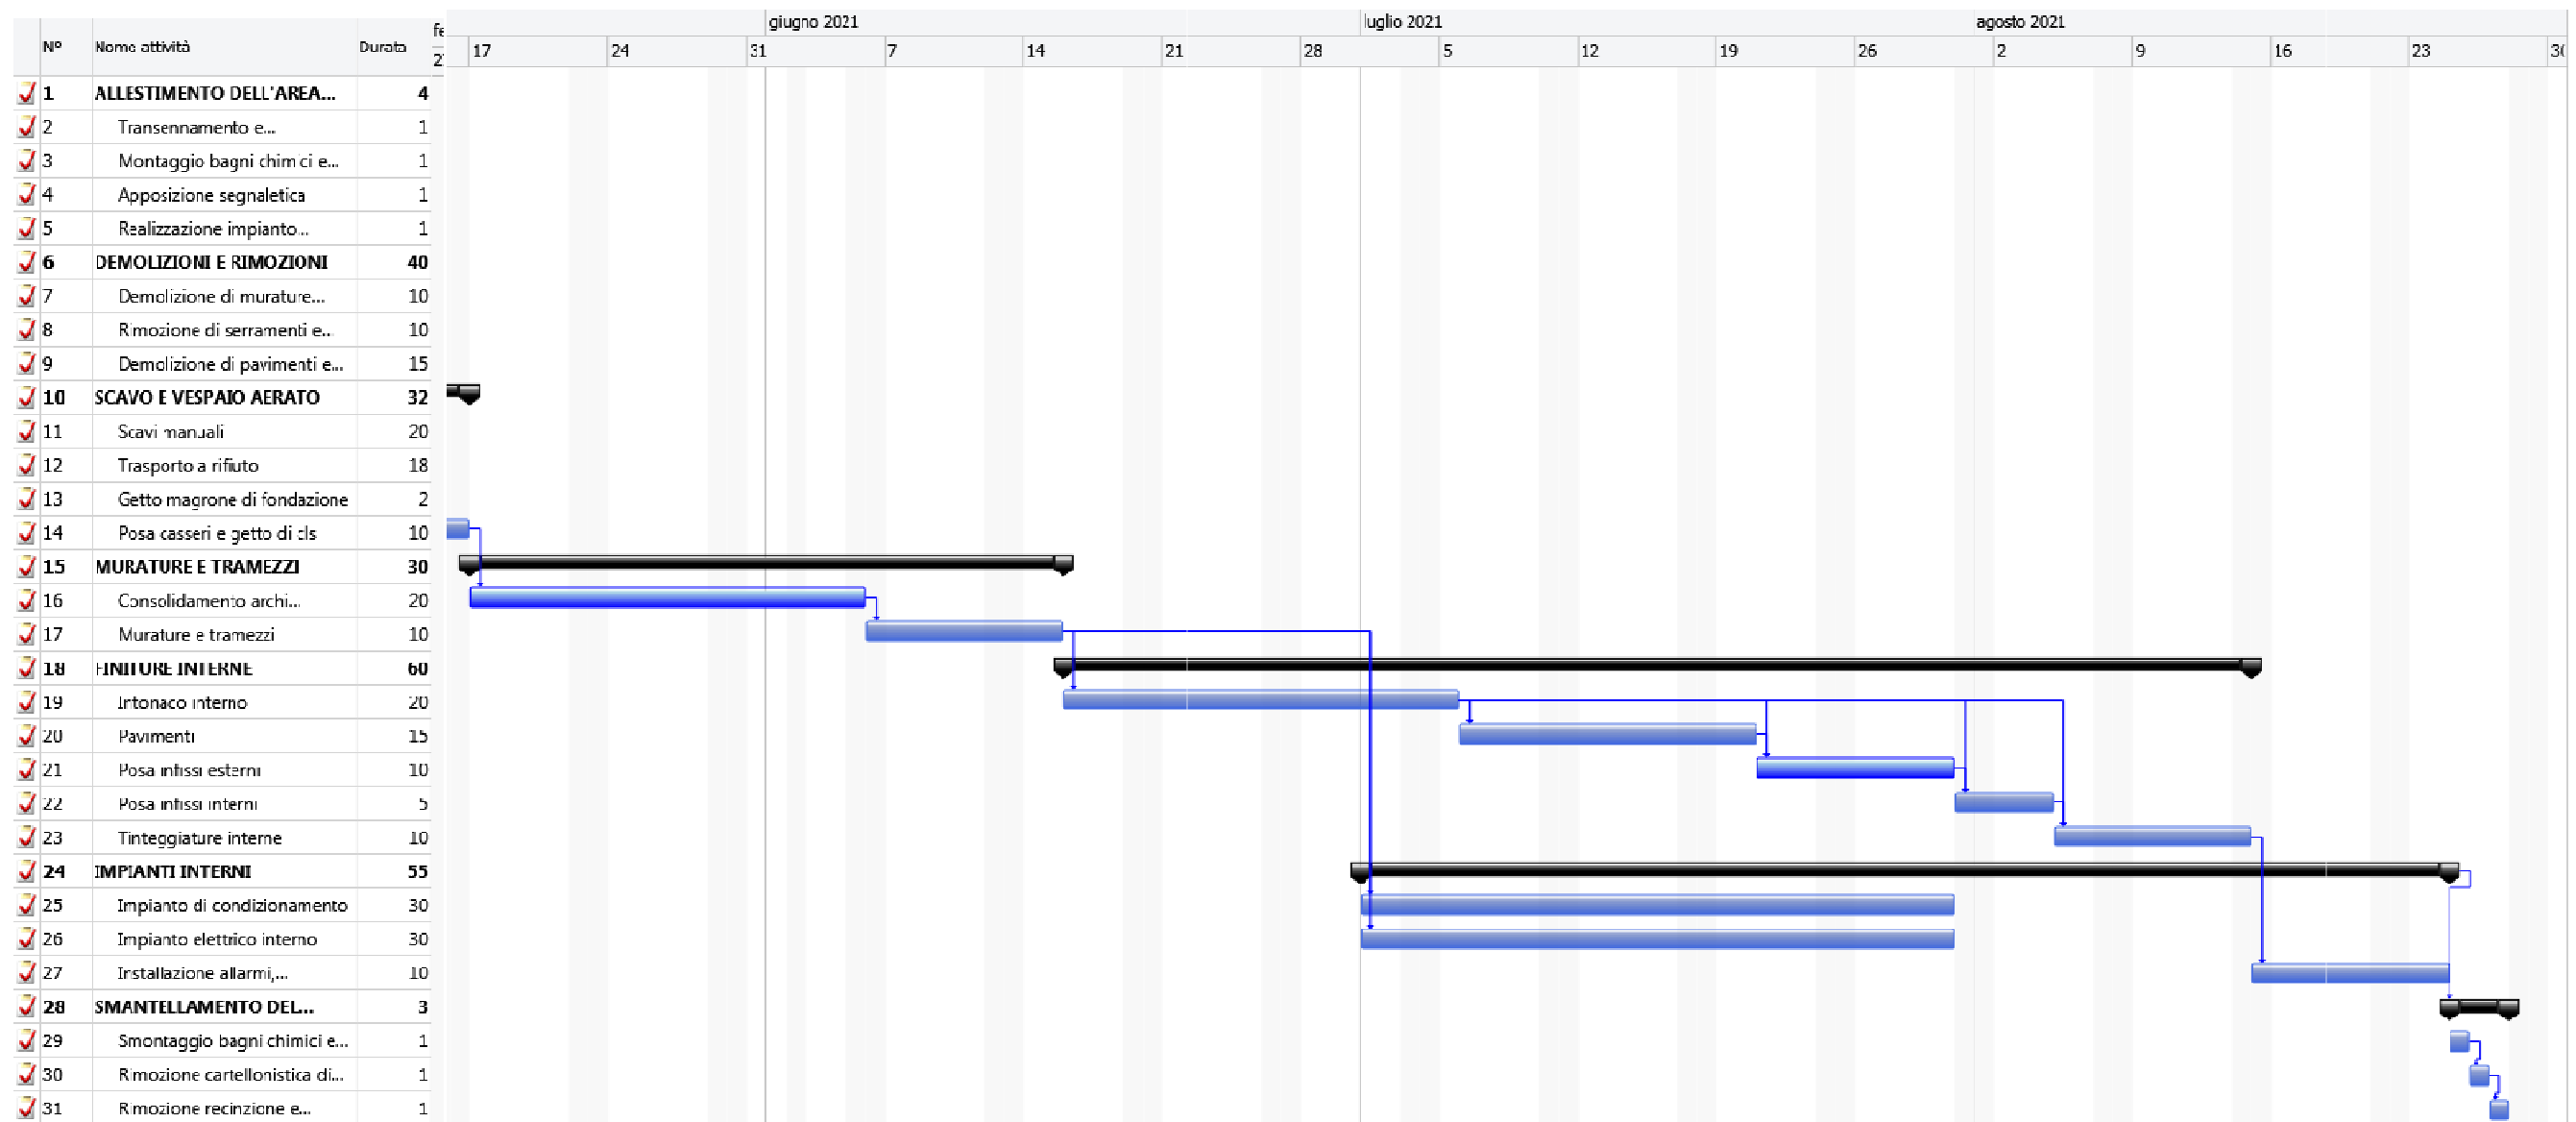 giugno 2021 luglio 2021 agosto 2021
Nº Nome attività Durata fe
2 17 24 31 7 14 21 28 5 12 19 26 2 9 16 23 30
1 ALLESTIMENTO DELL'AREA... 4
2 Transennamento e... 1
3 Montaggio bagni chimici e... 1
4 Apposizione segnaletica 1
5 Realizzazione impianto... 1
6 DEMOLIZIONI E RIMOZIONI 40
7 Demolizione di murature... 10
8 Rimozione di serramenti e... 10
9 Demolizione di pavimenti e... 15
10 SCAVO E VESPAIO AERATO 32
11 Scavi manuali 20
12 Trasporto a rifiuto 18
13 Getto magrone di fondazione 2
14 Posa casseri e getto di cls 10
15 MURATURE E TRAMEZZI 30
16 Consolidamento archi... 20
17 Murature e tramezzi 10
18 FINITURE INTERNE 60
19 Intonaco interno 20
20 Pavimenti 15
21 Posa infissi esterni 10
22 Posa infissi interni 5
23 Tinteggiature interne 10
24 IMPIANTI INTERNI 55
25 Impianto di condizionamento 30
26 Impianto elettrico interno 30
27 Installazione allarmi,... 10
28 SMANTELLAMENTO DEL... 3
29 Smontaggio bagni chimici e... 1
30 Rimozione cartellonistica di... 1
31 Rimozione recinzione e... 1